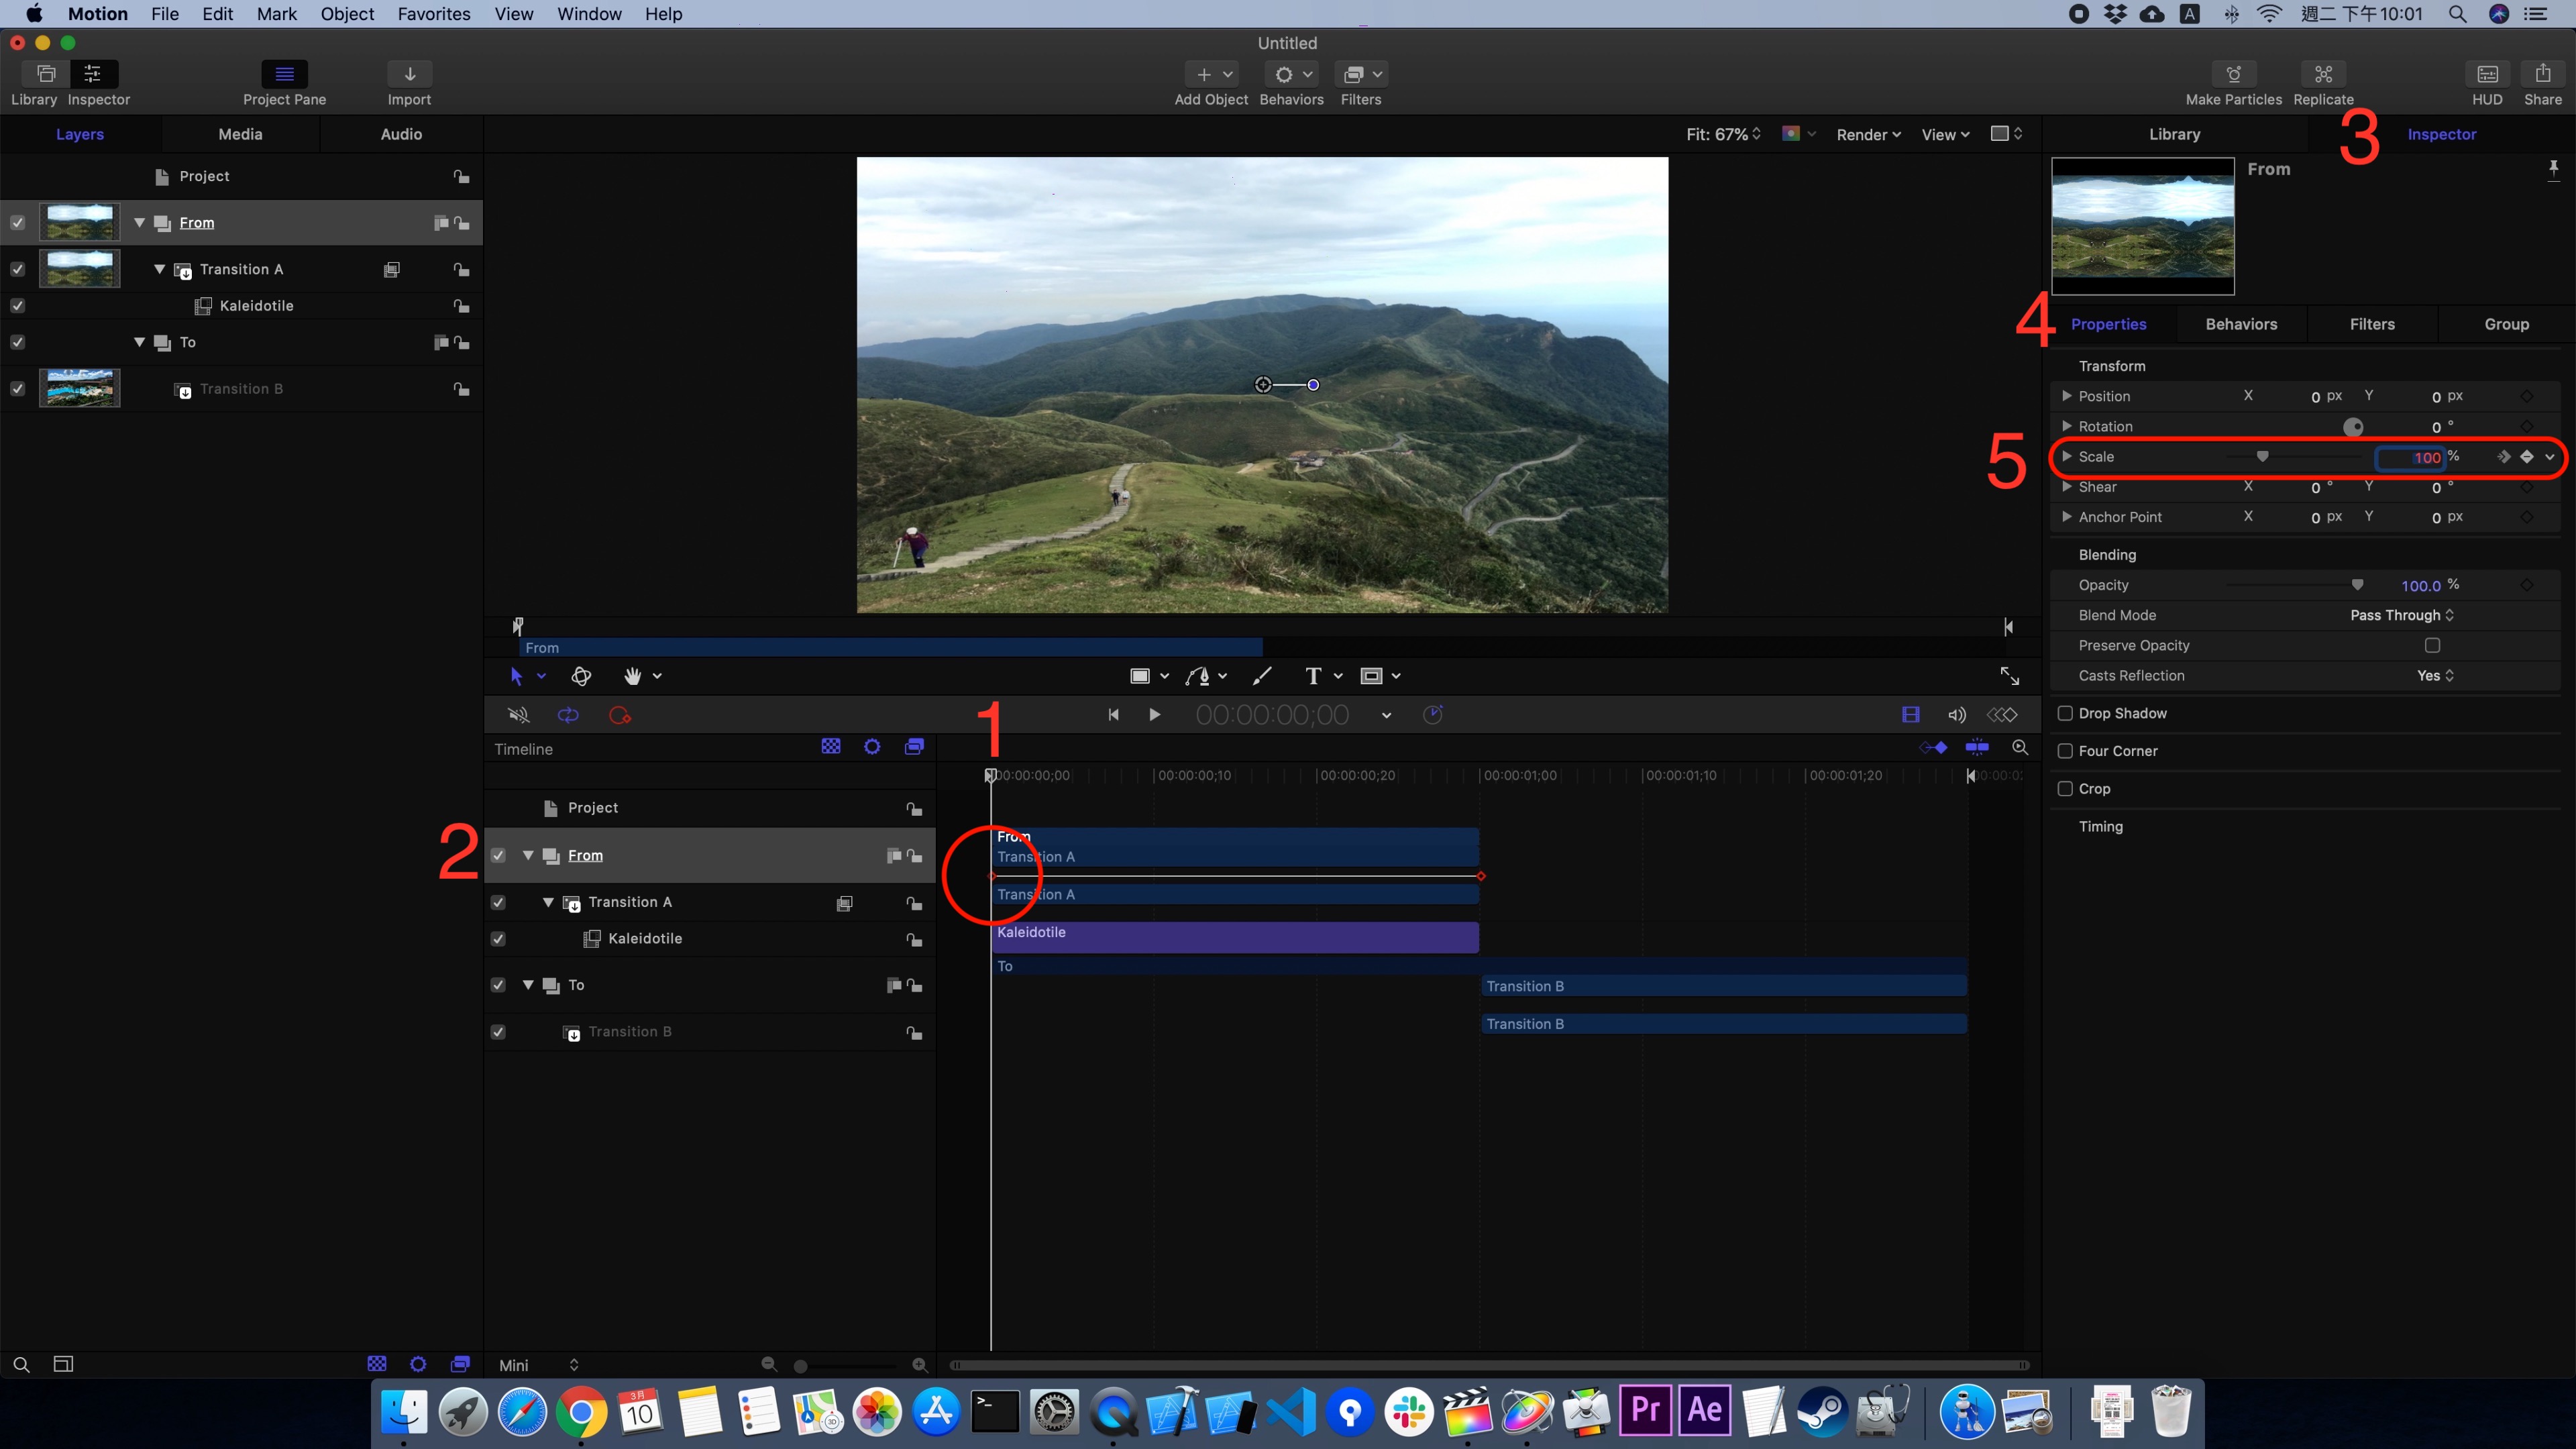 Motion File Edit Mark Object Favorites View Window Help A 週二 下午10:01
Untitled
Library Inspector Project Pane Import Add Object Behaviors Filters Make Particles Replicate HUD Share
Layers Media Audio Fit: 67% Render View Library 3 Inspector
Project
From
From
Transition A
Kaleidotile
To
Transition B
4 Properties Behaviors Filters Group
Transform
Position X 0 px Y 0 px
Rotation 0 °
5 Scale 100 %
Shear X 0 ° Y 0 °
Anchor Point X 0 px Y 0 px
Blending
Opacity 100.0 %
Blend Mode Pass Through
Preserve Opacity
Casts Reflection Yes
Drop Shadow
Four Corner
Crop
Timing
From
T
00:00:00;00
1
Timeline
00:00:00;00 00:00:00;10 00:00:00;20 00:00:01;00 00:00:01;10 00:00:01;20
Project
2 From From
Transition A
Transition A Transition A
Kaleidotile Kaleidotile
To To
Transition B
Transition B Transition B
Mini
3月
10
3D
Pr Ae